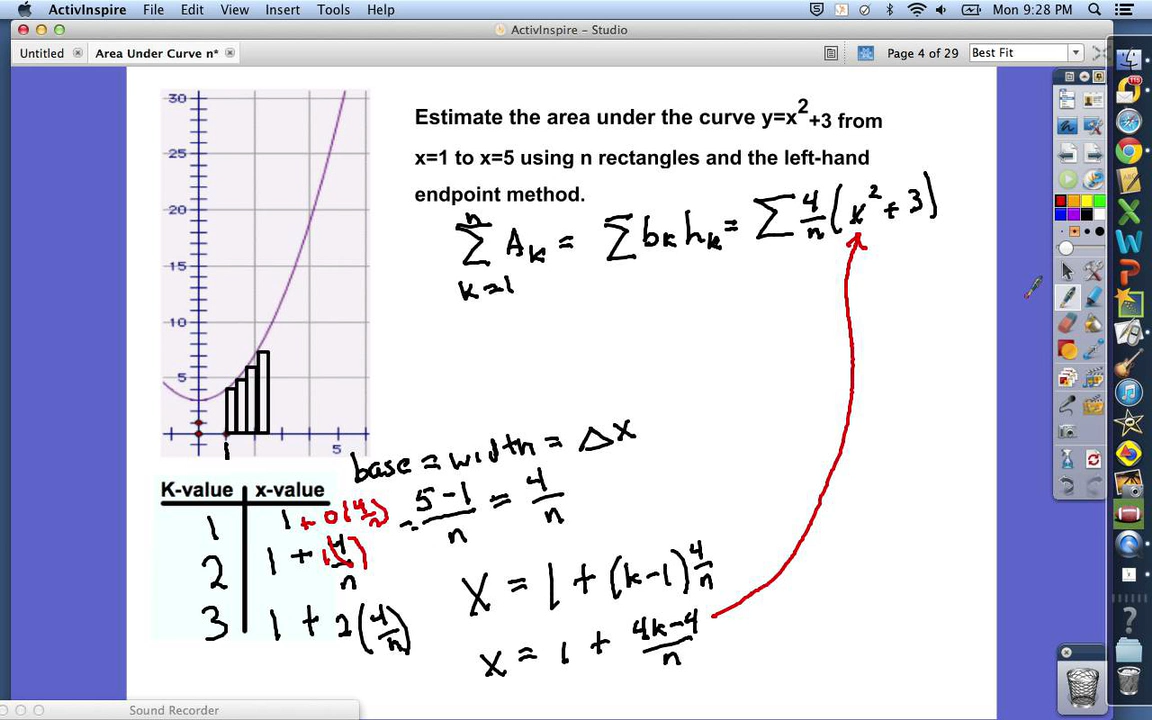 ActivInspire File Edit View Insert Tools Help Mon 9:28 PM
ActivInspire – Studio
Untitled Area Under Curve n* Page 4 of 29 Best Fit
30
25
20
15
10
5
5
1
Estimate the area under the curve y=x²+3 from
x=1 to x=5 using n rectangles and the left-hand
endpoint method.
n
∑ Aₖ = ∑ bₖ hₖ = ∑ 4/n (x² + 3)
k=1
base = width = Δx
= 5-1/n = 4/n
K-value x-value
1 1 + 0(4/n)
2 1 + 1(4/n)
3 1 + 2(4/n)
x = 1 + (k-1) 4/n
x = 1 + 4k-4/n
Sound Recorder